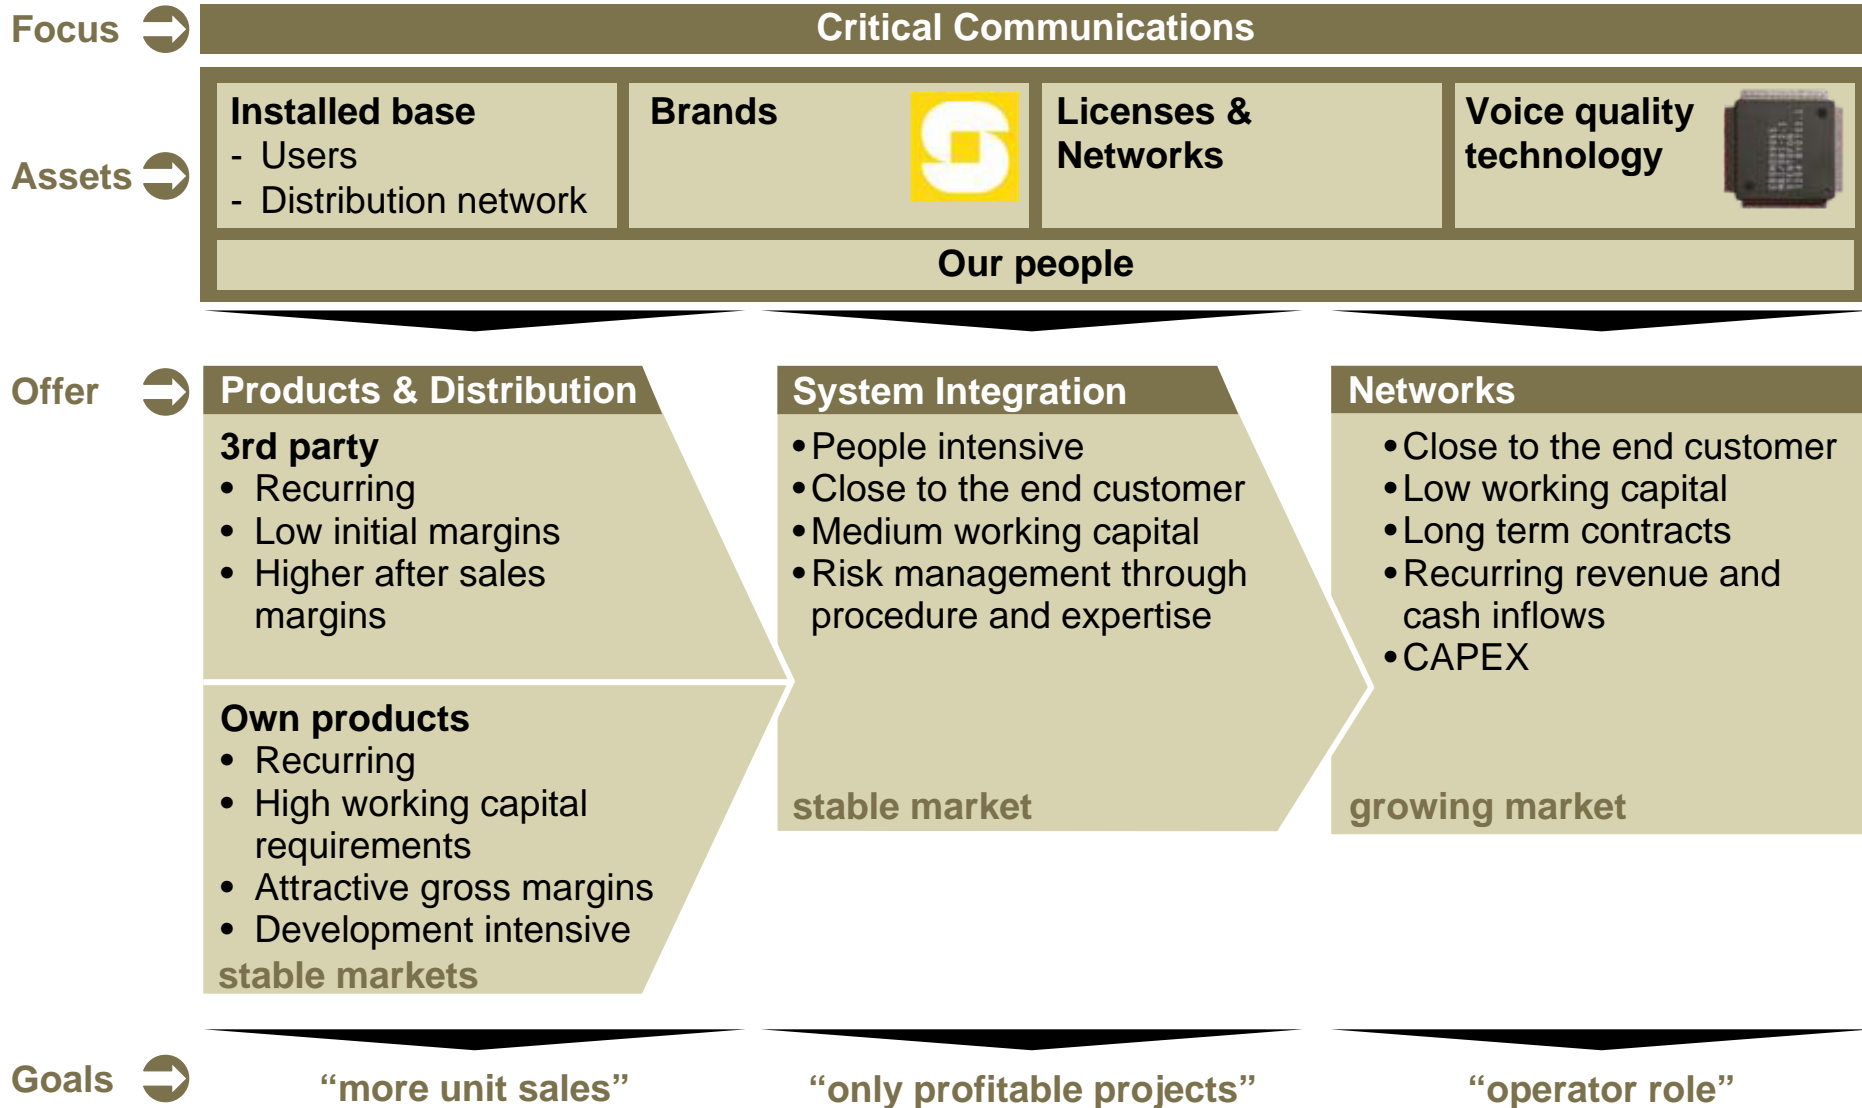 Focus
Critical Communications
Assets
Installed base
- Users
- Distribution network
Brands
Licenses &
Networks
Voice quality
technology
Our people
Offer
Products & Distribution
3rd party
• Recurring
• Low initial margins
• Higher after sales
margins
Own products
• Recurring
• High working capital
requirements
• Attractive gross margins
• Development intensive
stable markets
System Integration
• People intensive
• Close to the end customer
• Medium working capital
• Risk management through
procedure and expertise
stable market
Networks
• Close to the end customer
• Low working capital
• Long term contracts
• Recurring revenue and
cash inflows
• CAPEX
growing market
Goals
“more unit sales”
“only profitable projects”
“operator role”